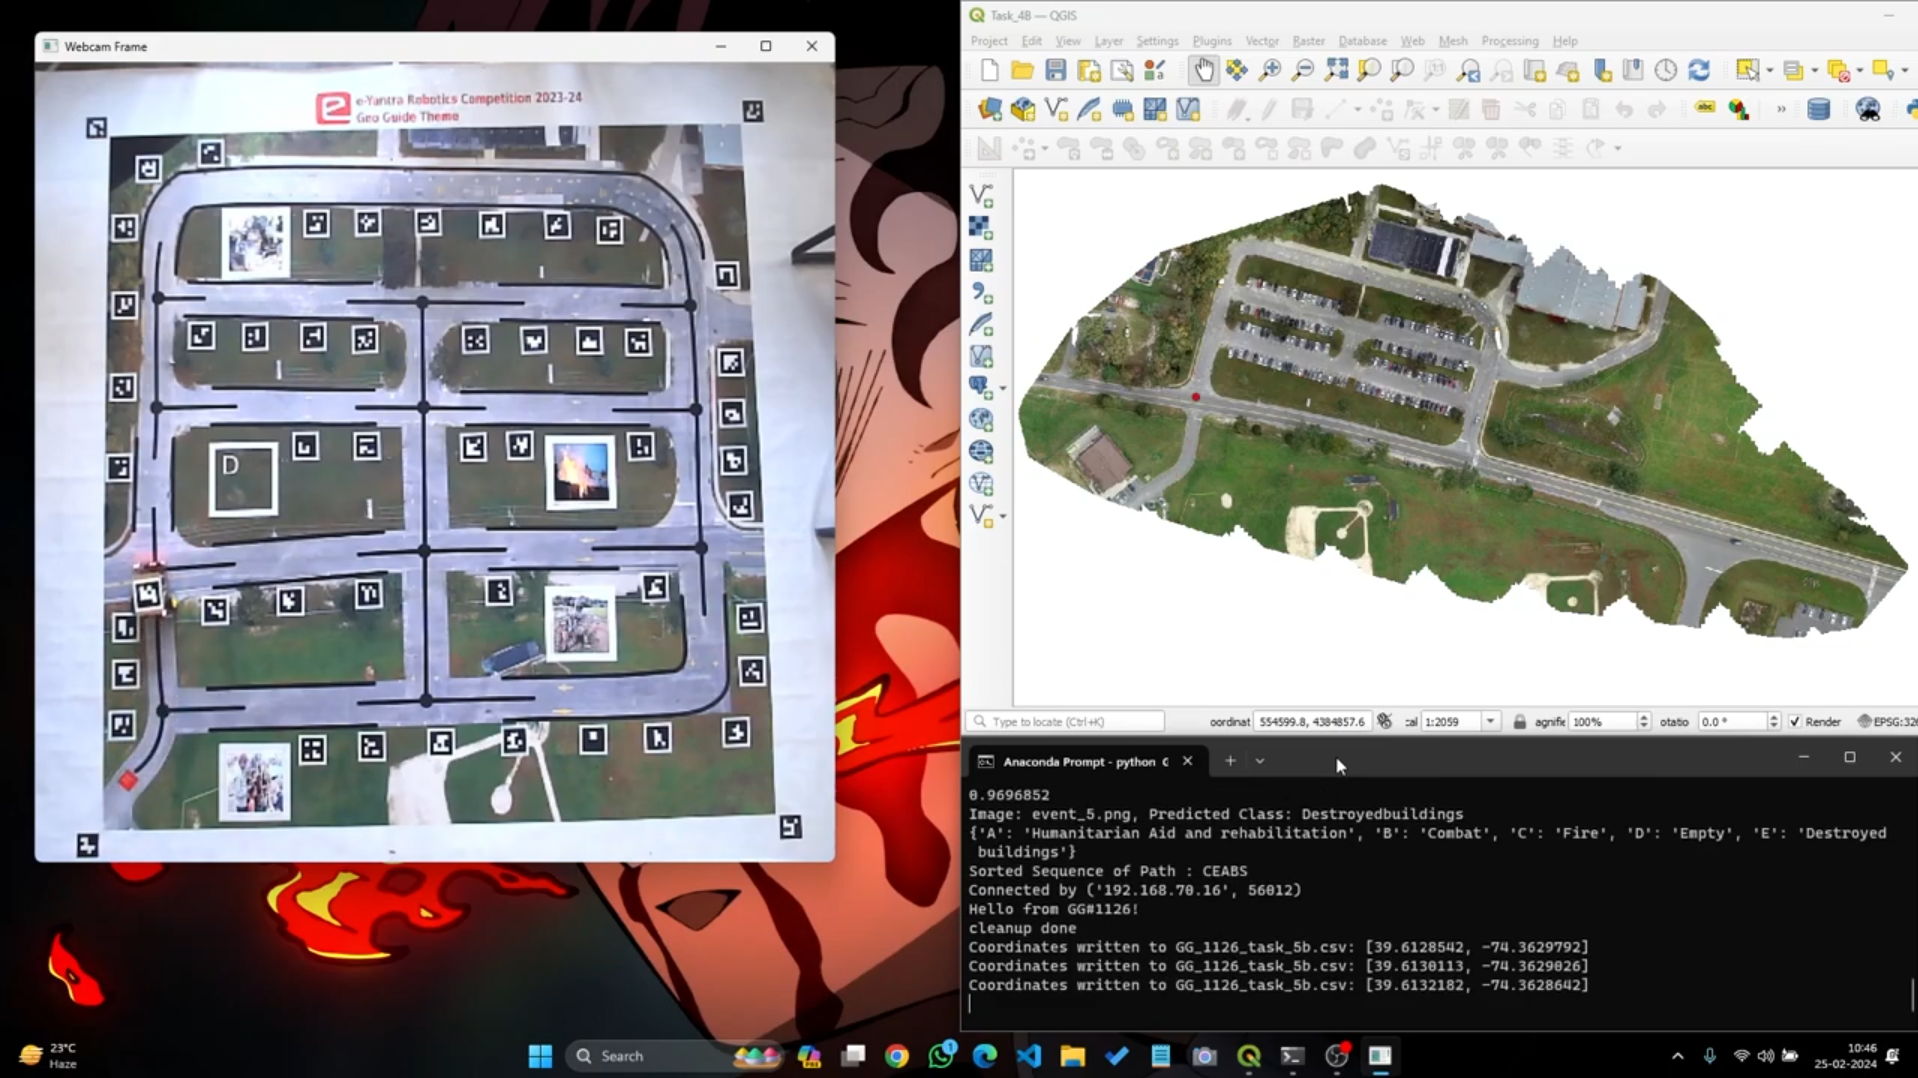 Webcam Frame
e-Yantra Robotics Competition 2023-24
Geo Guide Theme
D
Task_4B — QGIS
Project Edit View Layer Settings Plugins Vector Raster Database Web Mesh Processing Help
abc
Type to locate (Ctrl+K)
oordinat 554599.8, 4384857.6
1:2059
agnifie 100%
otatio 0.0 °
Render
EPSG:326
Anaconda Prompt - python G
0.9696852
Image: event_5.png, Predicted Class: Destroyedbuildings
{'A': 'Humanitarian Aid and rehabilitation', 'B': 'Combat', 'C': 'Fire', 'D': 'Empty', 'E': 'Destroyed
buildings'}
Sorted Sequence of Path : CEABS
Connected by ('192.168.70.16', 56012)
Hello from GG#1126!
cleanup done
Coordinates written to GG_1126_task_5b.csv: [39.6128542, -74.3629792]
Coordinates written to GG_1126_task_5b.csv: [39.6130113, -74.3629026]
Coordinates written to GG_1126_task_5b.csv: [39.6132182, -74.3628642]
23°C
Haze
Search
1
10:46
25-02-2024